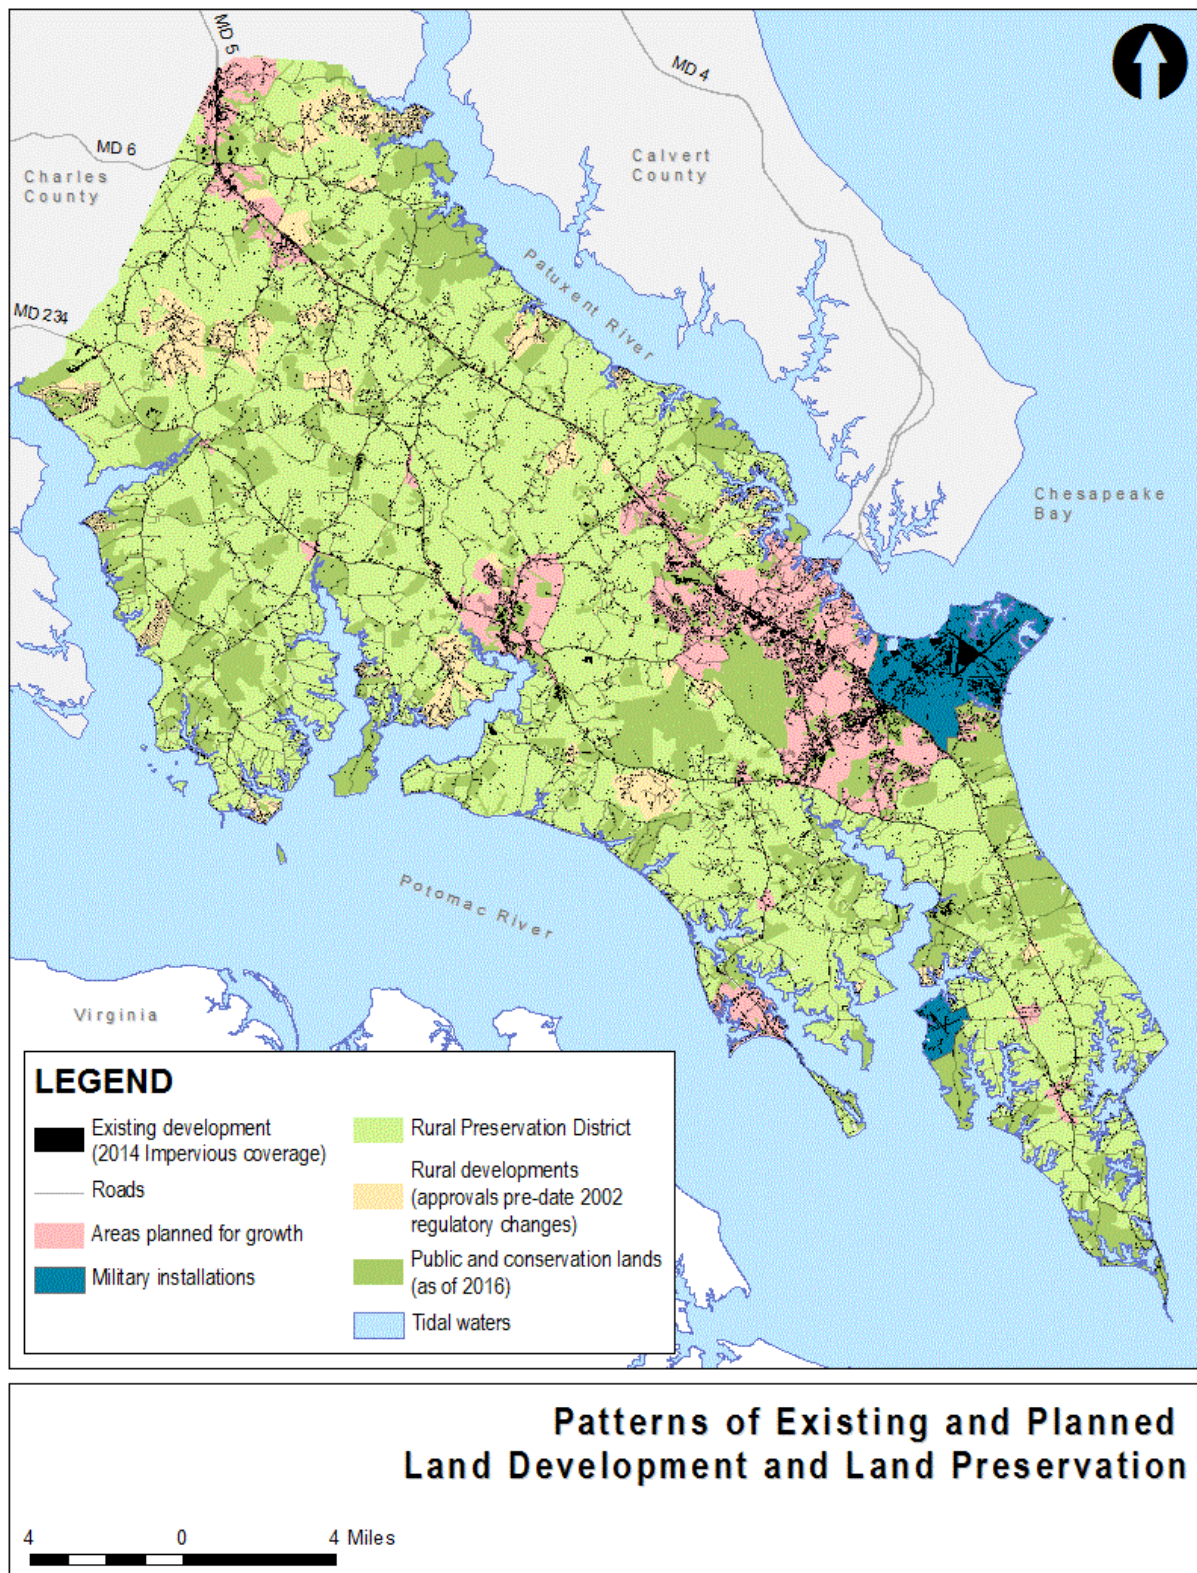 MD 5
MD 4
MD 6
Charles
County
Calvert
County
Patuxent River
MD 234
Chesapeake
Bay
Potomac River
Virginia
LEGEND
Existing development
(2014 Impervious coverage)
Roads
Areas planned for growth
Military installations
Rural Preservation District
Rural developments
(approvals pre-date 2002
regulatory changes)
Public and conservation lands
(as of 2016)
Tidal waters
Patterns of Existing and Planned
Land Development and Land Preservation
4 0 4 Miles